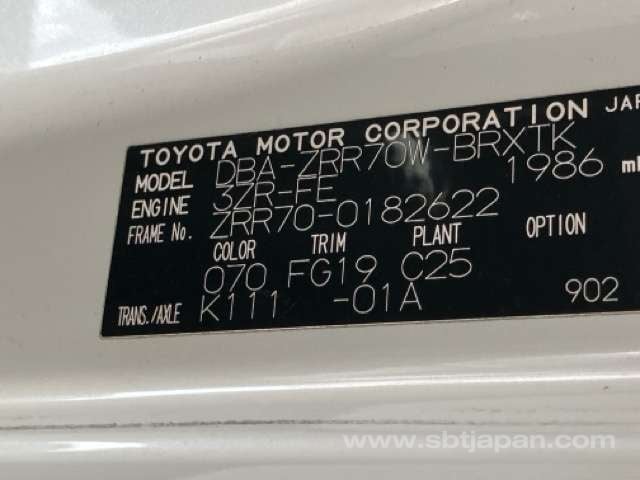 TOYOTA MOTOR CORPORATION JAP
MODEL DBA-ZRR70W-BRXTK
ENGINE 3ZR-FE 1986 m
FRAME No. ZRR70-0182622
COLOR TRIM PLANT OPTION
070 FG19 C25
TRANS./AXLE K111 -01A 902
www.sbtjapan.com